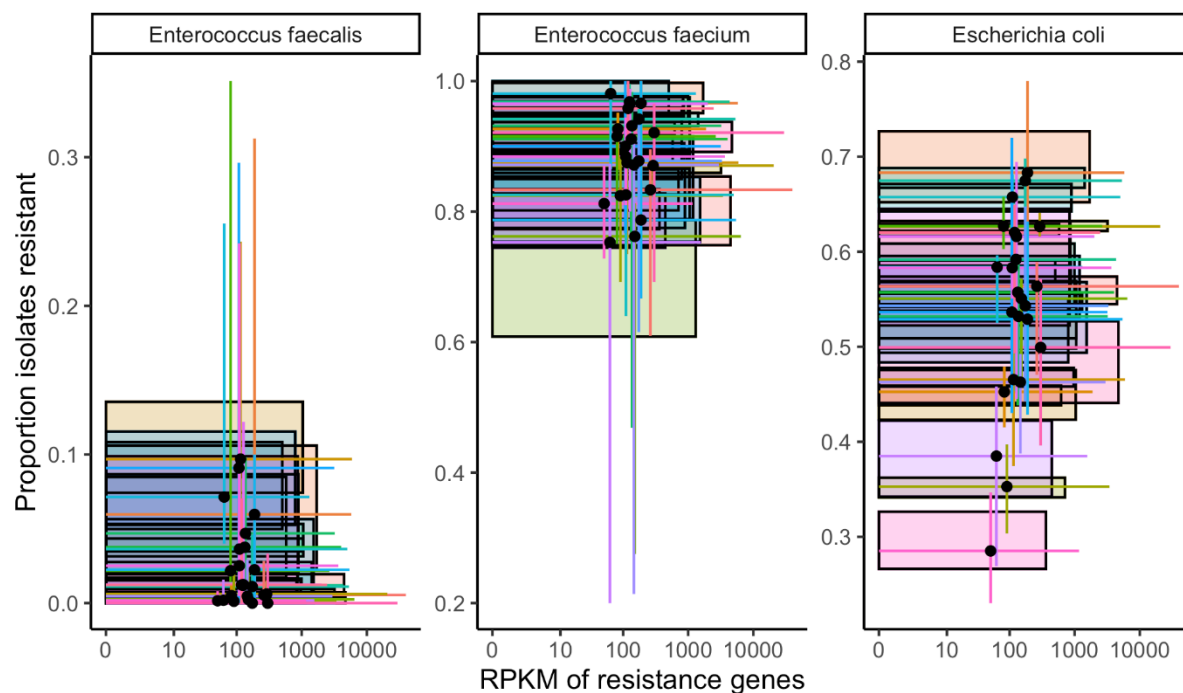 Enterococcus faecalis
Enterococcus faecium
Escherichia coli
Proportion isolates resistant
0.3
0.2
0.1
0.0
1.0
0.8
0.6
0.4
0.2
0.8
0.7
0.6
0.5
0.4
0.3
0 10 100 1000 10000
0 10 100 1000 10000
0 10 100 1000 10000
RPKM of resistance genes